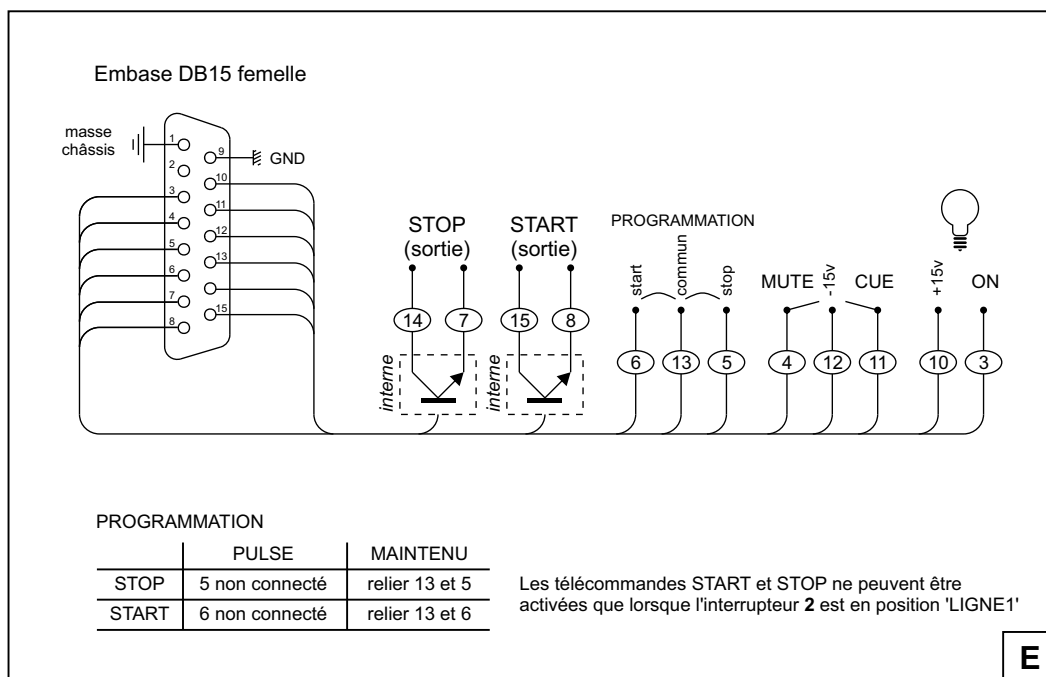 Embase DB15 femelle
masse
châssis
1
9
GND
2
10
3
11
4
12
5
13
6
7
15
8
STOP
(sortie)
START
(sortie)
PROGRAMMATION
start
commun
stop
MUTE
-15v
CUE
+15v
ON
14
7
15
8
6
13
5
4
12
11
10
3
interne
interne
PROGRAMMATION
PULSE MAINTENU
STOP 5 non connecté relier 13 et 5
START 6 non connecté relier 13 et 6
Les télécommandes START et STOP ne peuvent être
activées que lorsque l'interrupteur 2 est en position 'LIGNE1'
E